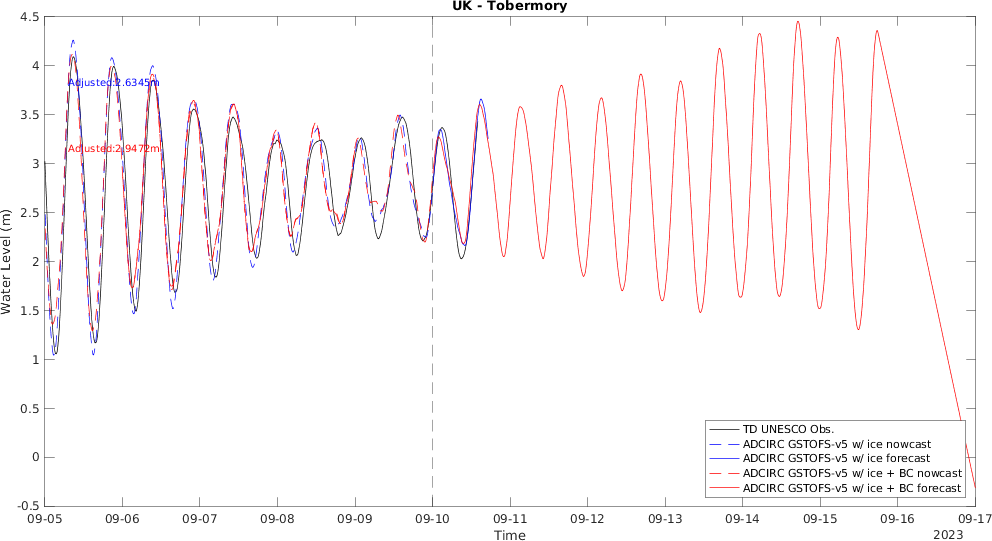 UK - Tobermory
4.5
4
3.5
3
2.5
2
1.5
1
0.5
0
-0.5
Water Level (m)
Adjusted:2.6345m
Adjusted:2.9472m
TD UNESCO Obs.
ADCIRC GSTOFS-v5 w/ ice nowcast
ADCIRC GSTOFS-v5 w/ ice forecast
ADCIRC GSTOFS-v5 w/ ice + BC nowcast
ADCIRC GSTOFS-v5 w/ ice + BC forecast
09-05 09-06 09-07 09-08 09-09 09-10 09-11 09-12 09-13 09-14 09-15 09-16 09-17
Time
2023